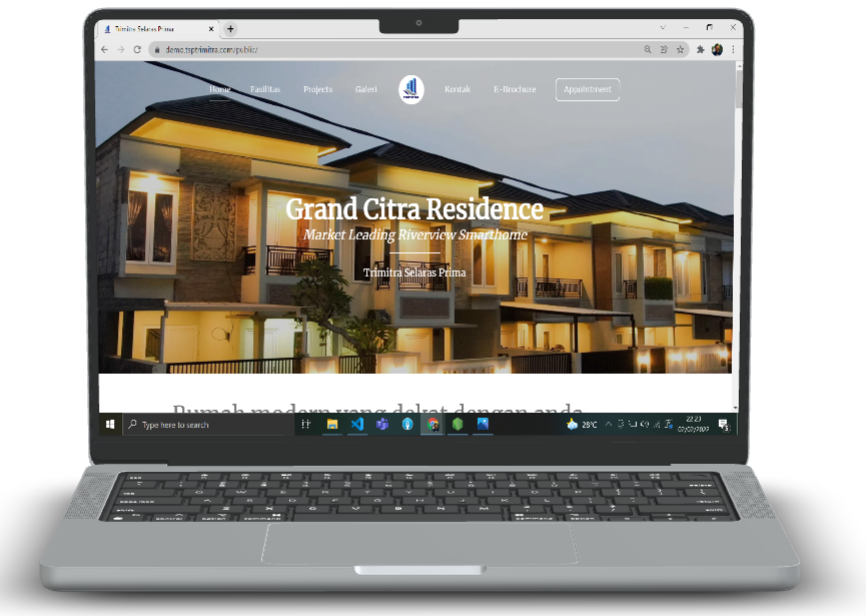 Trimitra Selaras Prima
demo.tsptrimitra.com/public/
Home Fasilitas Projects Galeri Kontak E-Brochure Appointment
Grand Citra Residence
Market Leading Riverview Smarthome
Trimitra Selaras Prima
Rumah modern yang dekat dengan anda
Type here to search
28°C
22:23